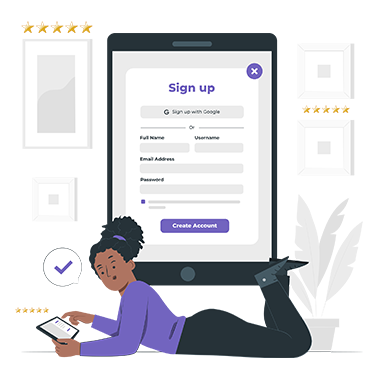 Sign up
G Sign up with Google
Or
Full Name Username
Email Address
Password
Create Account